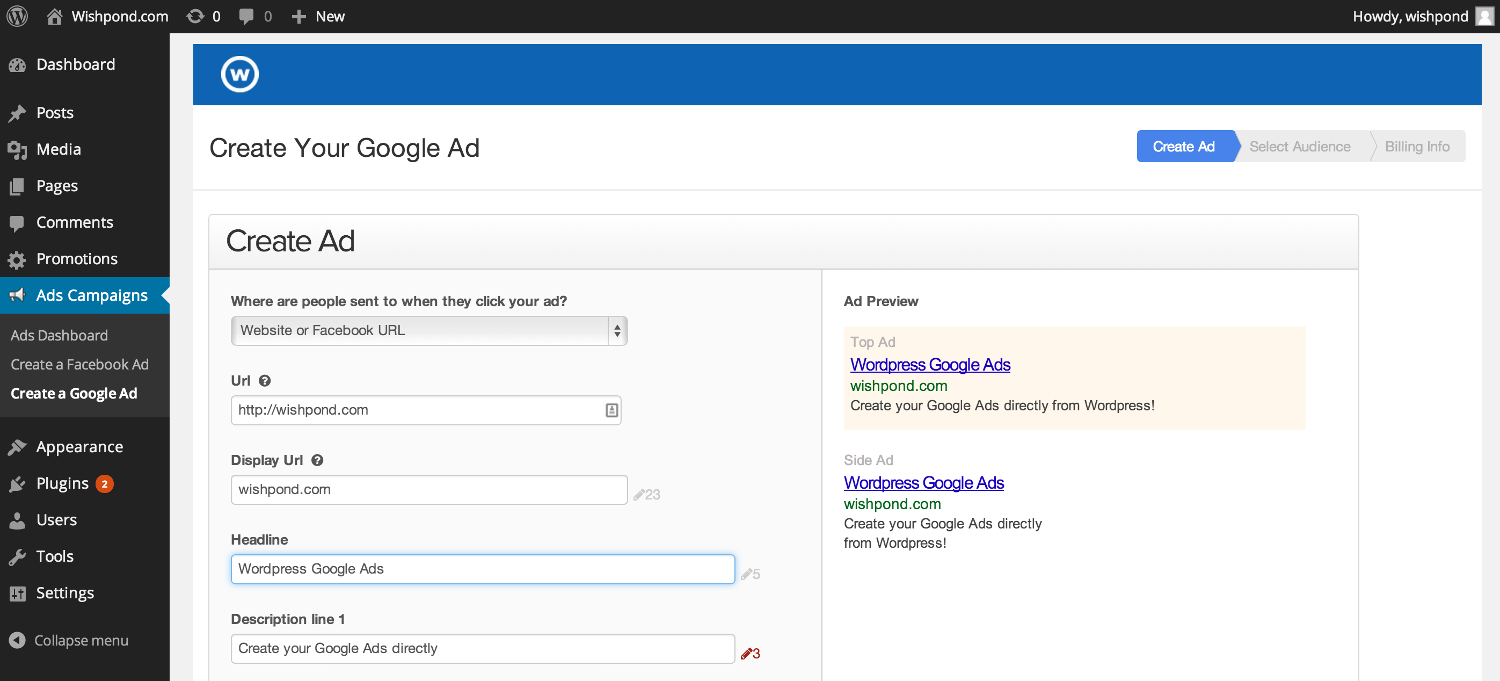 Wishpond.com 0 0 New Howdy, wishpond
Dashboard
Posts
Media
Pages
Comments
Promotions
Ads Campaigns
Ads Dashboard
Create a Facebook Ad
Create a Google Ad
Appearance
Plugins 2
Users
Tools
Settings
Collapse menu
W
Create Your Google Ad
Create Ad Select Audience Billing Info
Create Ad
Where are people sent to when they click your ad?
Website or Facebook URL
Url ?
http://wishpond.com
Display Url ?
wishpond.com 23
Headline
Wordpress Google Ads 5
Description line 1
Create your Google Ads directly 3
Ad Preview
Top Ad
Wordpress Google Ads
wishpond.com
Create your Google Ads directly from Wordpress!
Side Ad
Wordpress Google Ads
wishpond.com
Create your Google Ads directly
from Wordpress!